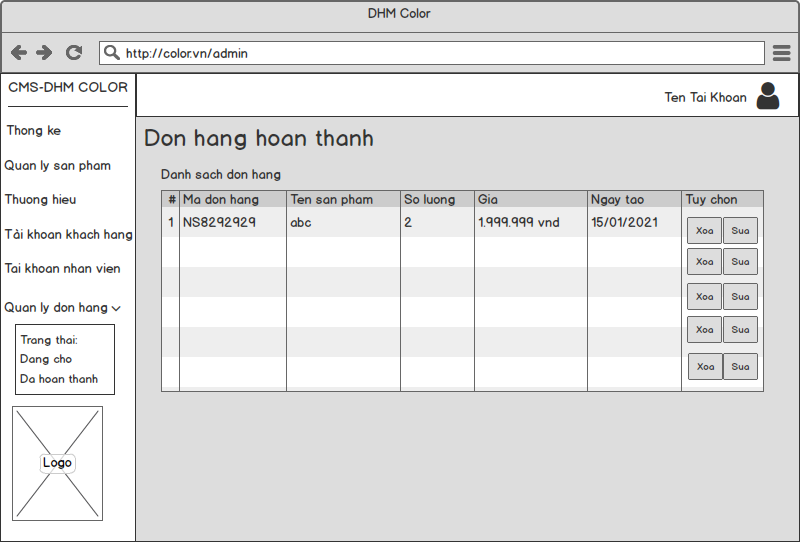 DHM Color
http://color.vn/admin
CMS-DHM COLOR
Ten Tai Khoan
Thong ke
Quan ly san pham
Thuong hieu
Tài khoan khach hang
Tai khoan nhan vien
Quan ly don hang
Trang thai:
Dang cho
Da hoan thanh
Logo
Don hang hoan thanh
Danh sach don hang
# Ma don hang Ten san pham So luong Gia Ngay tao Tuy chon
1 NS8292929 abc 2 1.999.999 vnd 15/01/2021 Xoa Sua
Xoa Sua
Xoa Sua
Xoa Sua
Xoa Sua